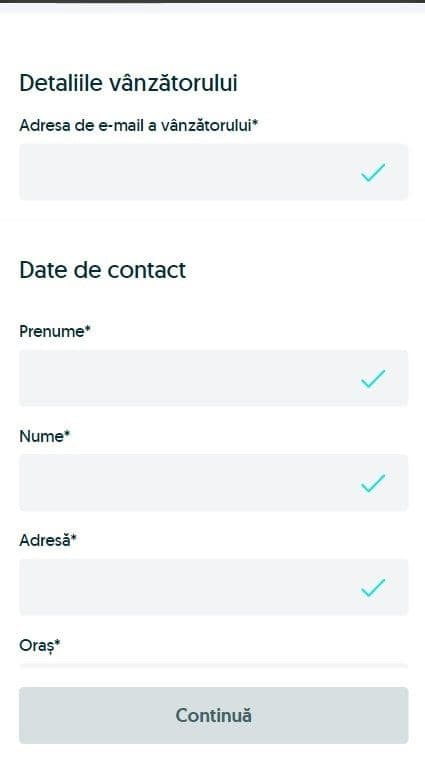 Detaliile vânzătorului
Adresa de e-mail a vânzătorului*
Date de contact
Prenume*
Nume*
Adresă*
Oraș*
Continuă